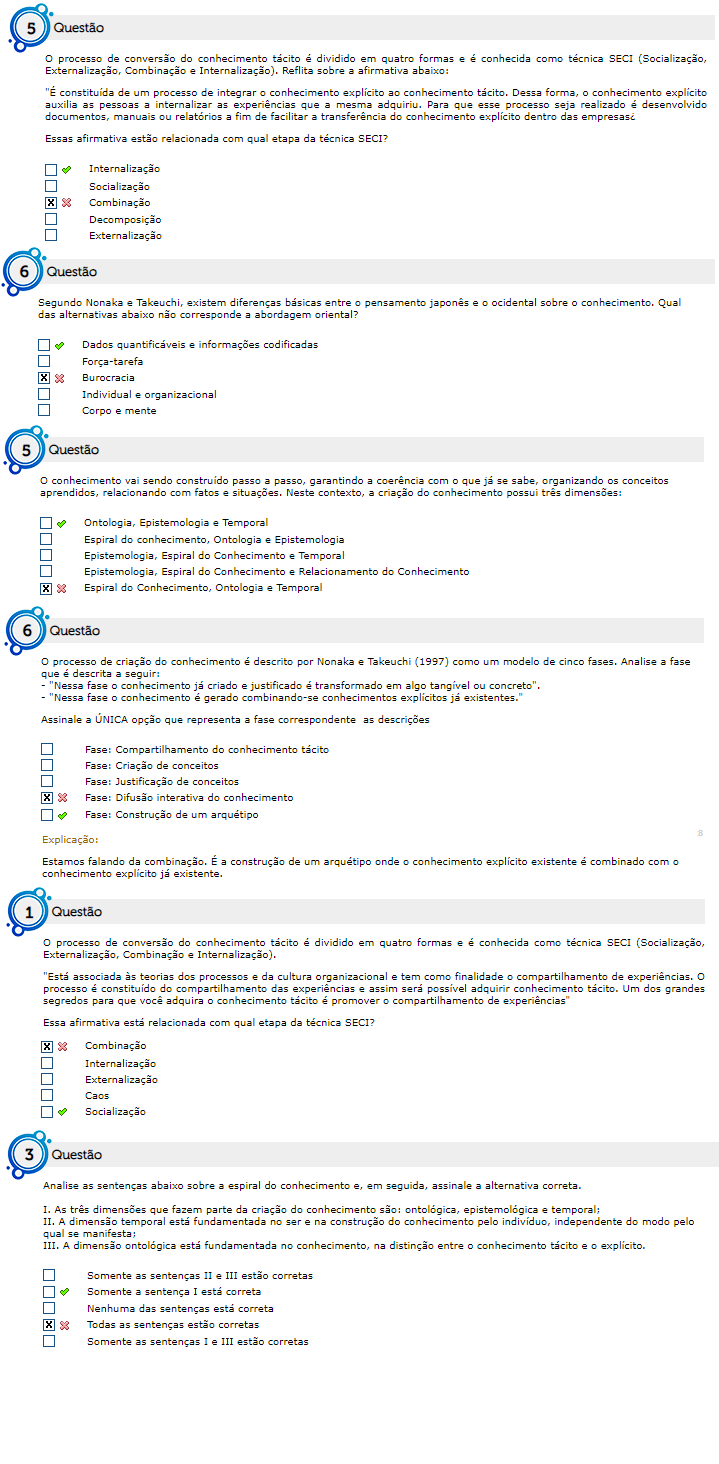 5 Questão
O processo de conversão do conhecimento tácito é dividido em quatro formas e é conhecida como técnica SECI (Socialização,
Externalização, Combinação e Internalização). Reflita sobre a afirmativa abaixo:
"É constituída de um processo de integrar o conhecimento explícito ao conhecimento tácito. Dessa forma, o conhecimento explícito
auxilia as pessoas a internalizar as experiências que a mesma adquiriu. Para que esse processo seja realizado é desenvolvido
documentos, manuais ou relatórios a fim de facilitar a transferência do conhecimento explícito dentro das empresas¿
Essas afirmativa estão relacionada com qual etapa da técnica SECI?
Internalização
Socialização
X Combinação
Decomposição
Externalização
6 Questão
Segundo Nonaka e Takeuchi, existem diferenças básicas entre o pensamento japonês e o ocidental sobre o conhecimento. Qual
das alternativas abaixo não corresponde a abordagem oriental?
Dados quantificáveis e informações codificadas
Força-tarefa
X Burocracia
Individual e organizacional
Corpo e mente
5 Questão
O conhecimento vai sendo construído passo a passo, garantindo a coerência com o que já se sabe, organizando os conceitos
aprendidos, relacionando com fatos e situações. Neste contexto, a criação do conhecimento possui três dimensões:
Ontologia, Epistemologia e Temporal
Espiral do conhecimento, Ontologia e Epistemologia
Epistemologia, Espiral do Conhecimento e Temporal
Epistemologia, Espiral do Conhecimento e Relacionamento do Conhecimento
X Espiral do Conhecimento, Ontologia e Temporal
6 Questão
O processo de criação do conhecimento é descrito por Nonaka e Takeuchi (1997) como um modelo de cinco fases. Analise a fase
que é descrita a seguir:
- "Nessa fase o conhecimento já criado e justificado é transformado em algo tangível ou concreto".
- "Nessa fase o conhecimento é gerado combinando-se conhecimentos explícitos já existentes."
Assinale a ÚNICA opção que representa a fase correspondente as descrições
Fase: Compartilhamento do conhecimento tácito
Fase: Criação de conceitos
Fase: Justificação de conceitos
X Fase: Difusão interativa do conhecimento
Fase: Construção de um arquétipo
Explicação:
Estamos falando da combinação. É a construção de um arquétipo onde o conhecimento explícito existente é combinado com o
conhecimento explícito já existente.
1 Questão
O processo de conversão do conhecimento tácito é dividido em quatro formas e é conhecida como técnica SECI (Socialização,
Externalização, Combinação e Internalização).
"Está associada às teorias dos processos e da cultura organizacional e tem como finalidade o compartilhamento de experiências. O
processo é constituído do compartilhamento das experiências e assim será possível adquirir conhecimento tácito. Um dos grandes
segredos para que você adquira o conhecimento tácito é promover o compartilhamento de experiências"
Essa afirmativa está relacionada com qual etapa da técnica SECI?
X Combinação
Internalização
Externalização
Caos
Socialização
3 Questão
Analise as sentenças abaixo sobre a espiral do conhecimento e, em seguida, assinale a alternativa correta.
I. As três dimensões que fazem parte da criação do conhecimento são: ontológica, epistemológica e temporal;
II. A dimensão temporal está fundamentada no ser e na construção do conhecimento pelo indivíduo, independente do modo pelo
qual se manifesta;
III. A dimensão ontológica está fundamentada no conhecimento, na distinção entre o conhecimento tácito e o explícito.
Somente as sentenças II e III estão corretas
Somente a sentença I está correta
Nenhuma das sentenças está correta
X Todas as sentenças estão corretas
Somente as sentenças I e III estão corretas